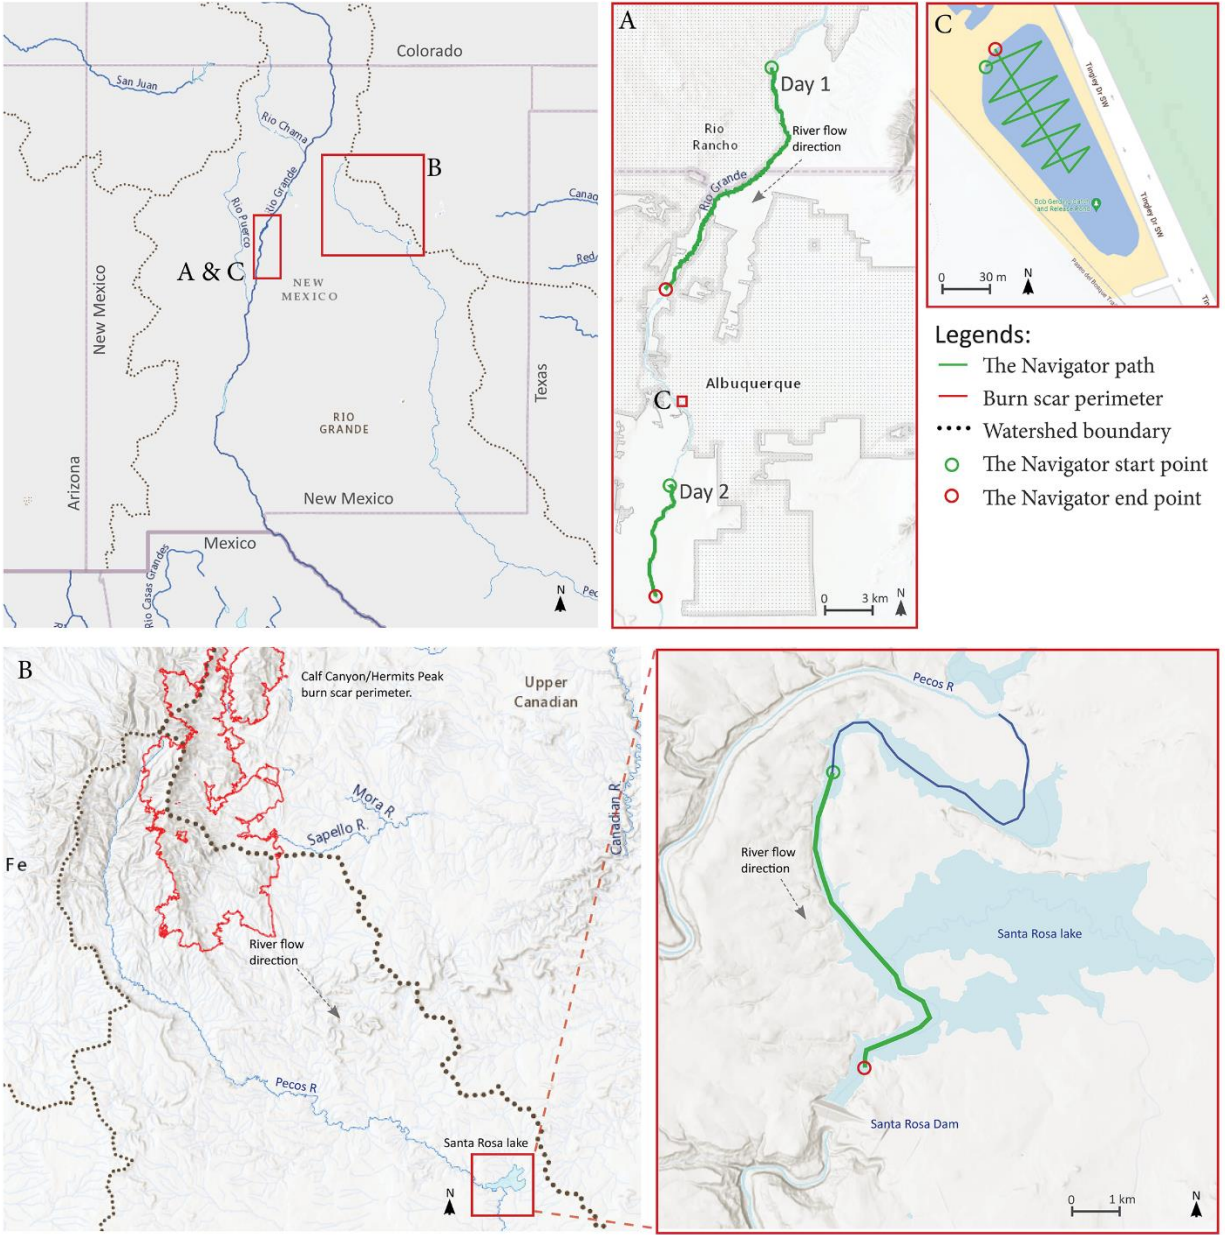 Colorado
San Juan
Rio Chama
Rio Grande
Rio Puerco
B
A & C
NEW
MEXICO
New Mexico
Arizona
Texas
RIO
GRANDE
New Mexico
Mexico
Rio Casas Grandes
Canad
Red
Pec
N
A
Day 1
Rio
Rancho
River flow
direction
Rio Grande
Albuquerque
C
Day 2
0 3 km
N
C
Tingley Dr SW
Tingley Dr SW
Tin
Paseo del Bosque Tra
0 30 m
N
Legends:
The Navigator path
Burn scar perimeter
Watershed boundary
The Navigator start point
The Navigator end point
B
Calf Canyon/Hermits Peak
burn scar perimeter.
Upper
Canadian
Mora R.
Sapello R.
Canadian R.
Fe
River flow
direction
Pecos R
Santa Rosa lake
N
Pecos R
River flow
direction
Santa Rosa lake
Santa Rosa Dam
0 1 km
N